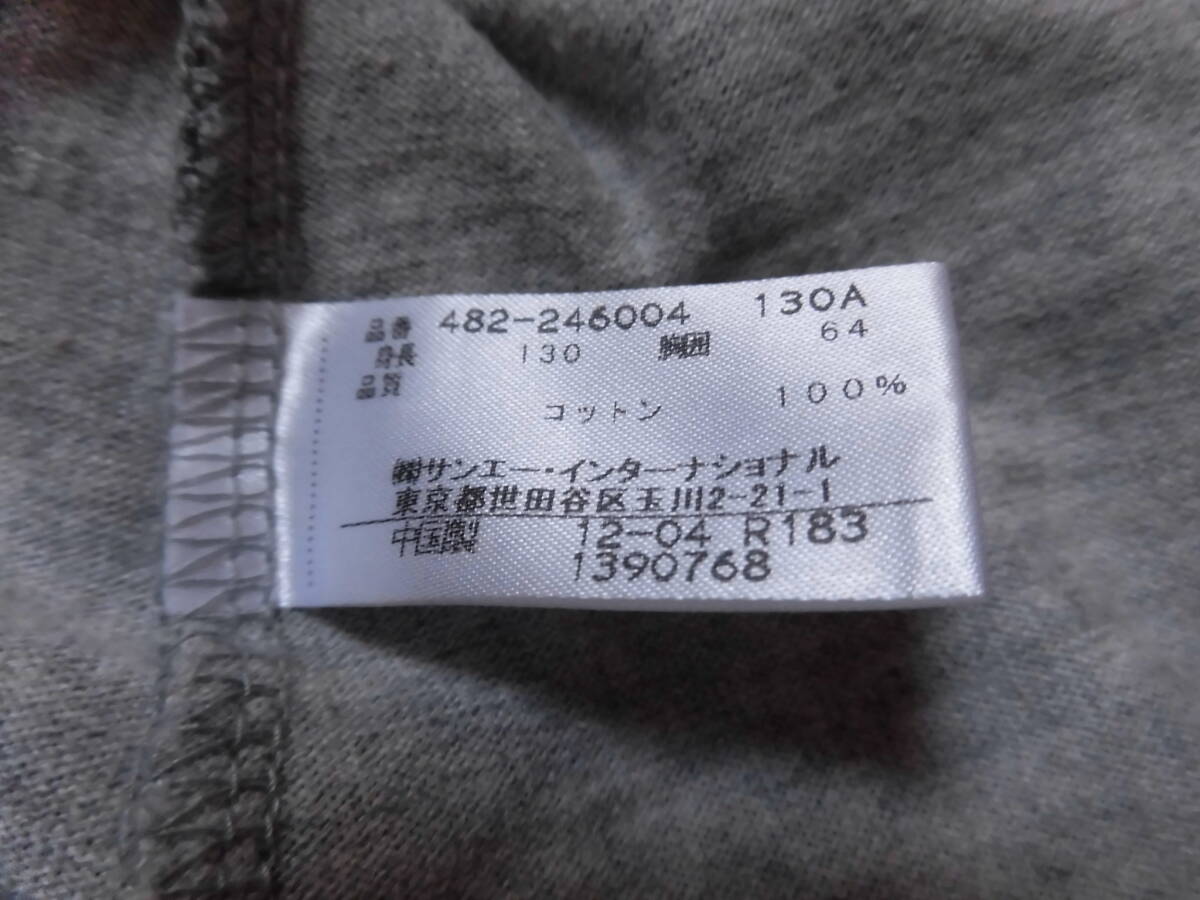 品番 482-246004 130A
身長 130 胸囲 64
品質
コットン 100%
㈱サンエー・インターナショナル
東京都世田谷区玉川2-21-1
中国製 12-04 R183
1390768